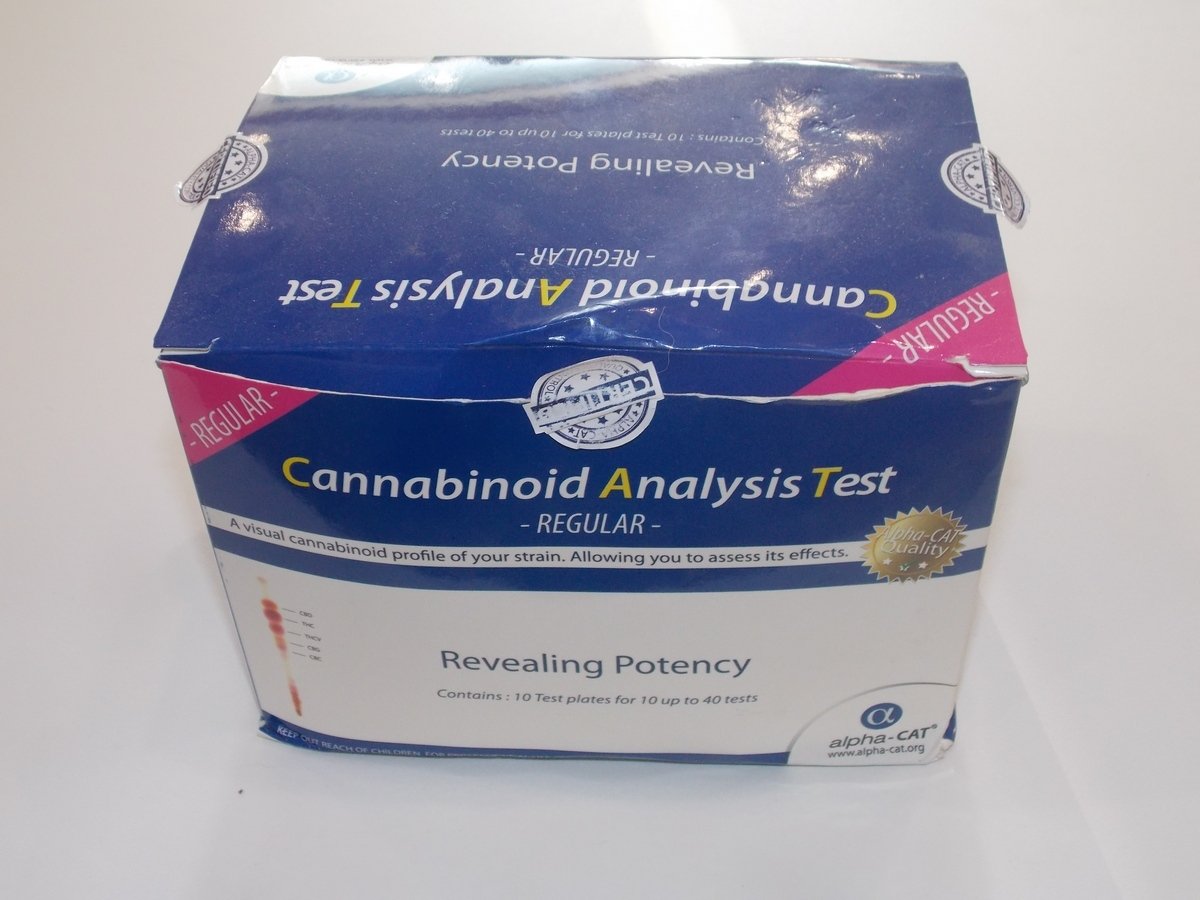 Contains : 10 Test plates for 10 up to 40 tests
Revealing Potency
- REGULAR -
Cannabinoid Analysis Test
- REGULAR -
- REGULAR -
ALPHA-CAT
Cannabinoid Analysis Test
- REGULAR -
A visual cannabinoid profile of your strain. Allowing you to assess its effects.
Alpha-CAT
Quality
CBD
THC
THCV
CBG
CBC
Revealing Potency
Contains : 10 Test plates for 10 up to 40 tests
α
alpha-CAT®
www.alpha-cat.org
KEEP OUT REACH OF CHILDREN. FOR